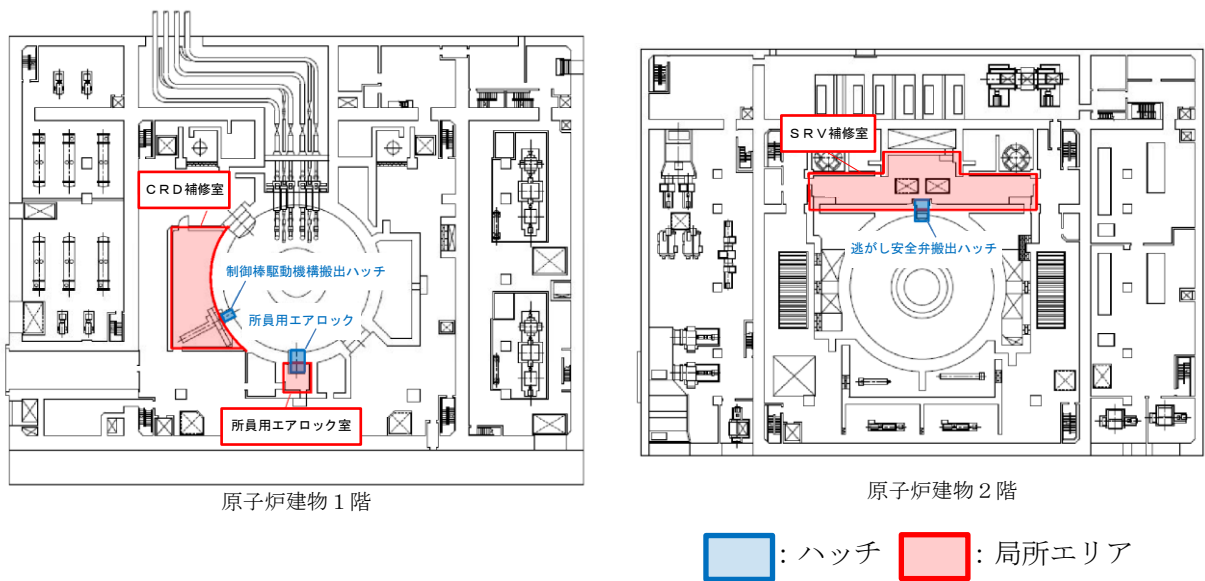 CRD補修室
制御棒駆動機構搬出ハッチ
所員用エアロック
所員用エアロック室
原子炉建物1階
SRV補修室
逃がし安全弁搬出ハッチ
原子炉建物2階
:ハッチ
:局所エリア